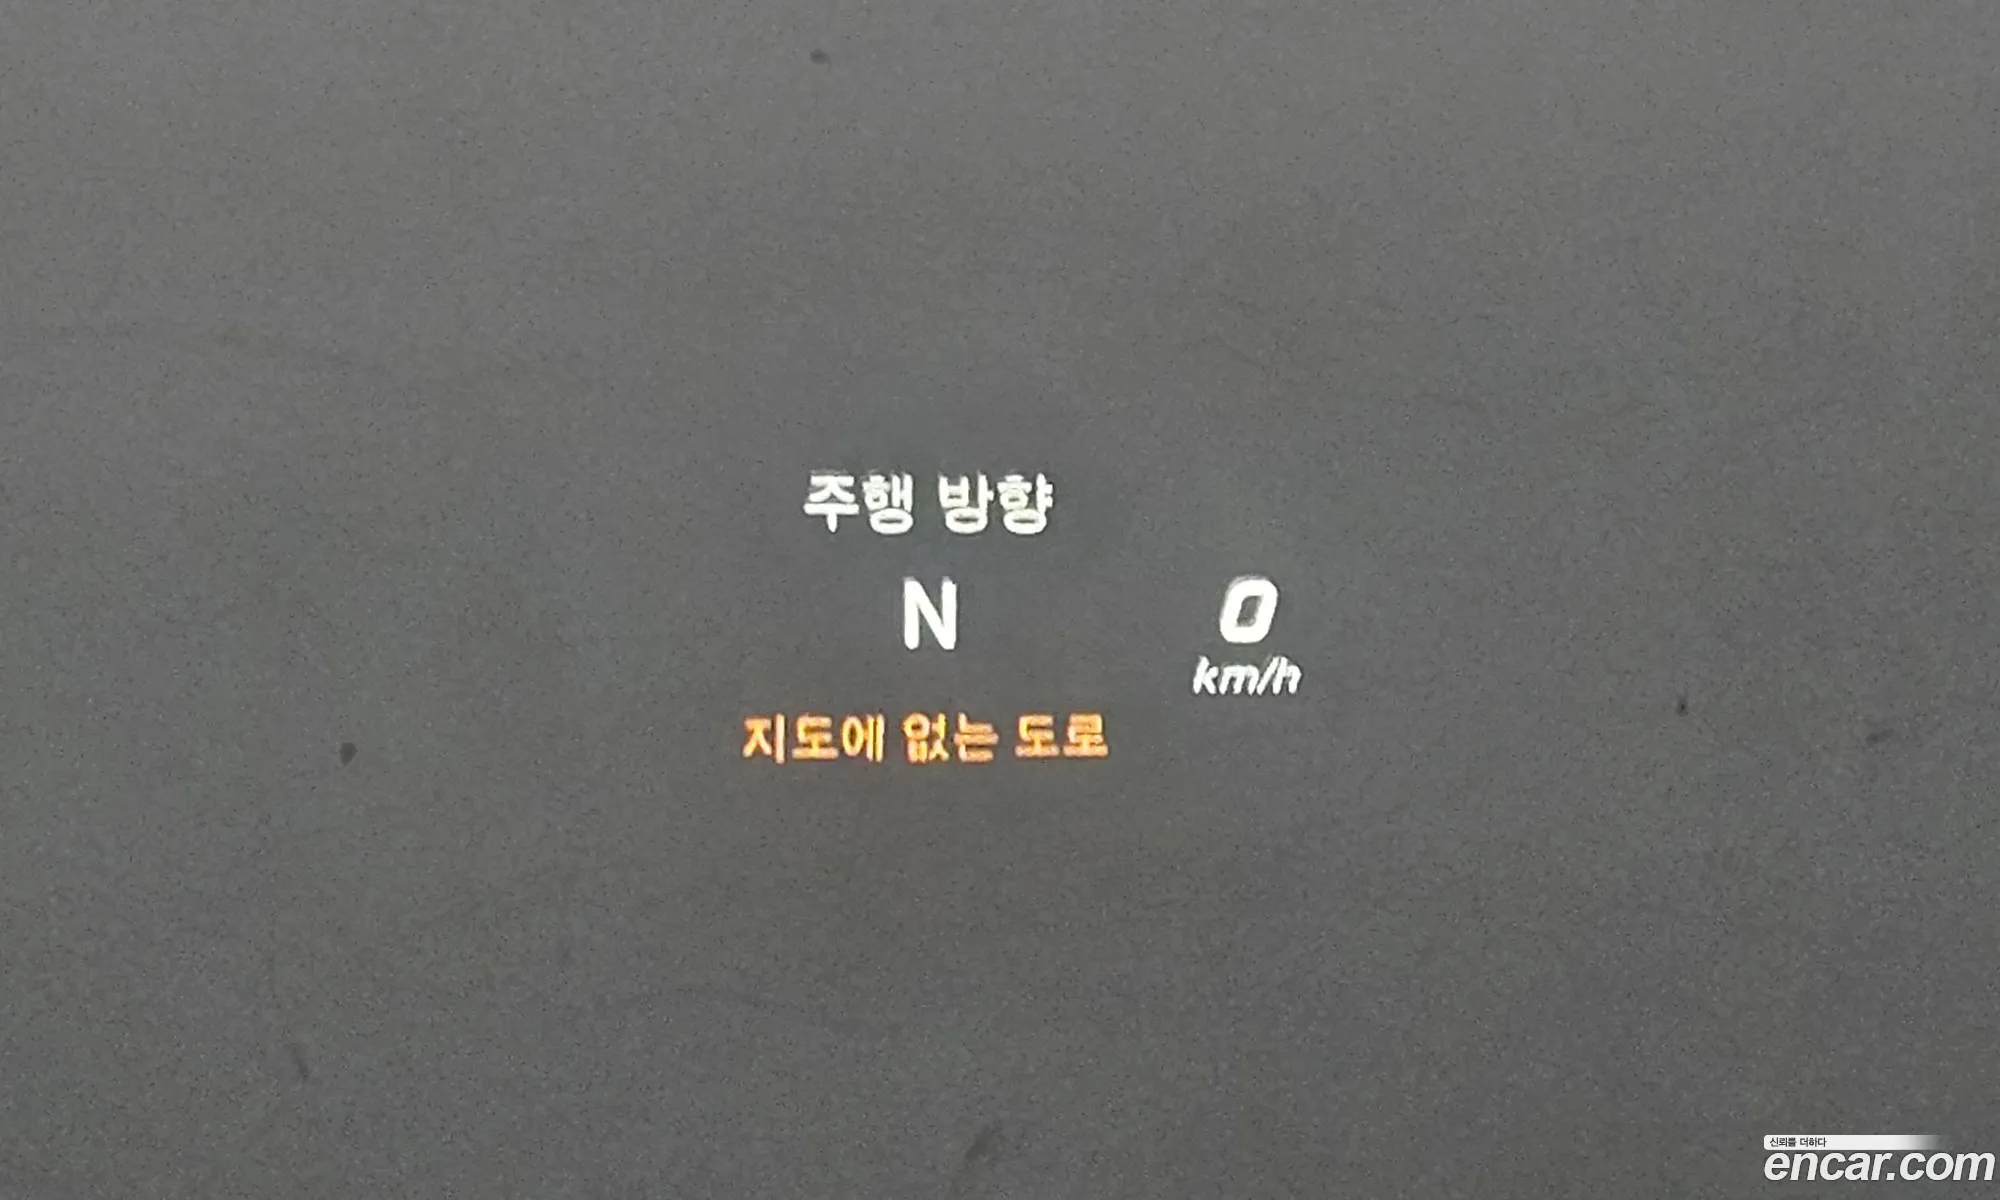 주행 방향
N
0
km/h
지도에 없는 도로
신뢰를 더하다
encar.com